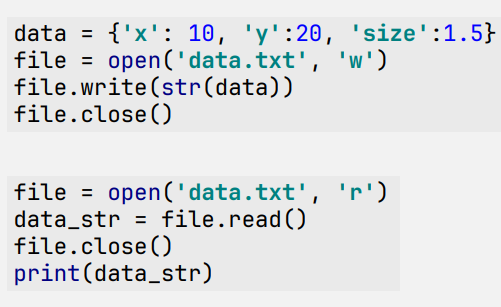 data = {'x': 10, 'y':20, 'size':1.5}
file = open('data.txt', 'w')
file.write(str(data))
file.close()
file = open('data.txt', 'r')
data_str = file.read()
file.close()
print(data_str)